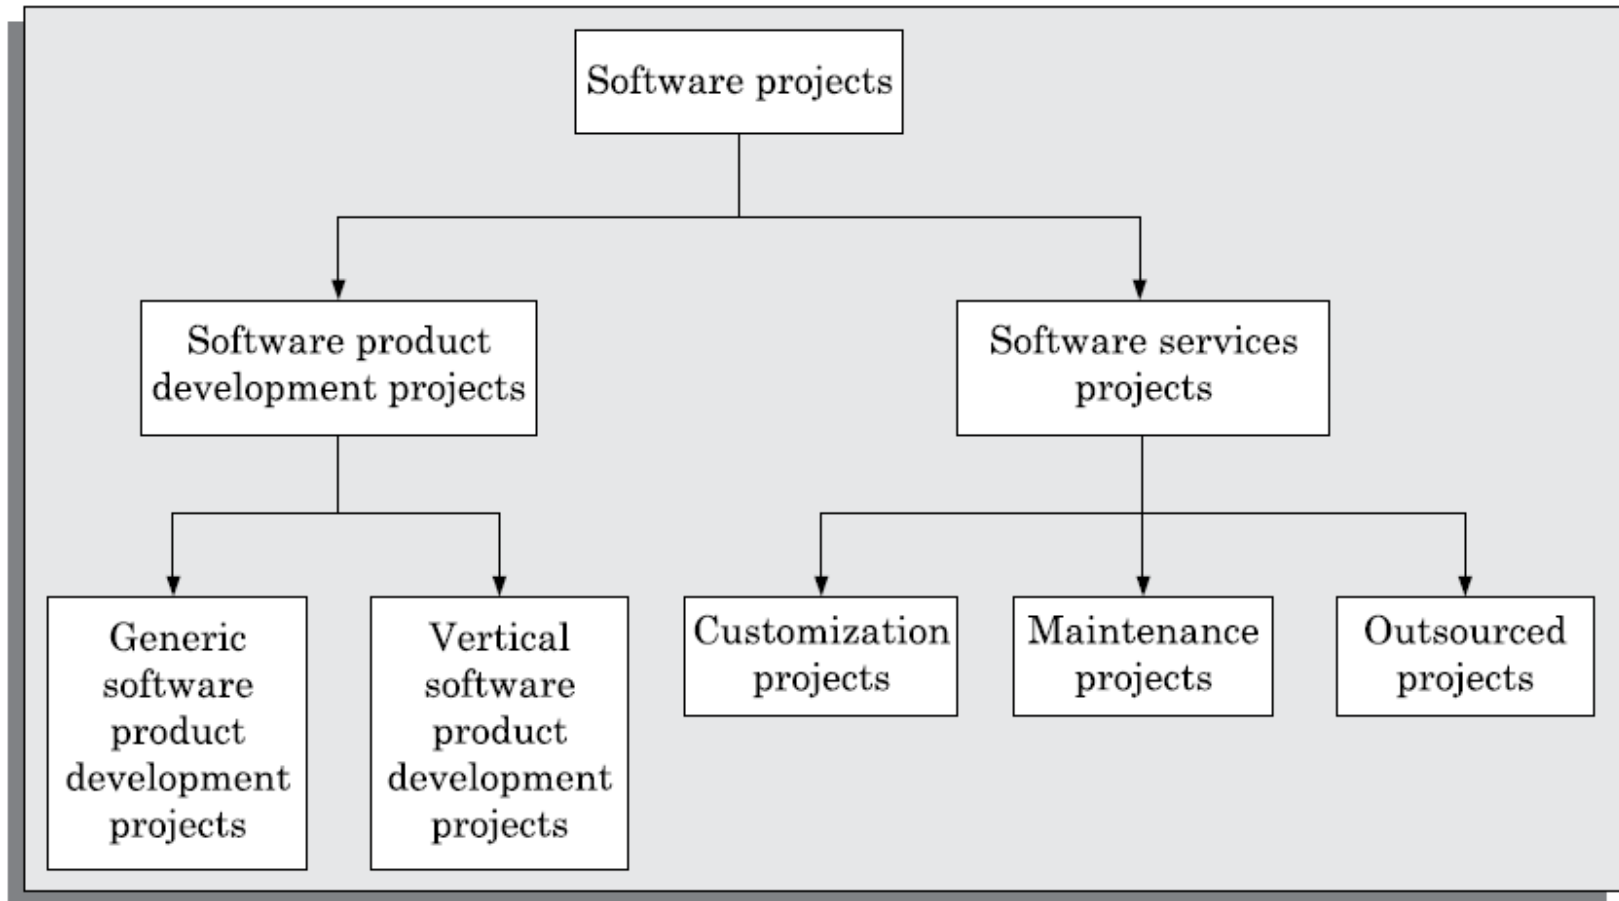 Software projects
Software product
development projects
Software services
projects
Generic
software
product
development
projects
Vertical
software
product
development
projects
Customization
projects
Maintenance
projects
Outsourced
projects